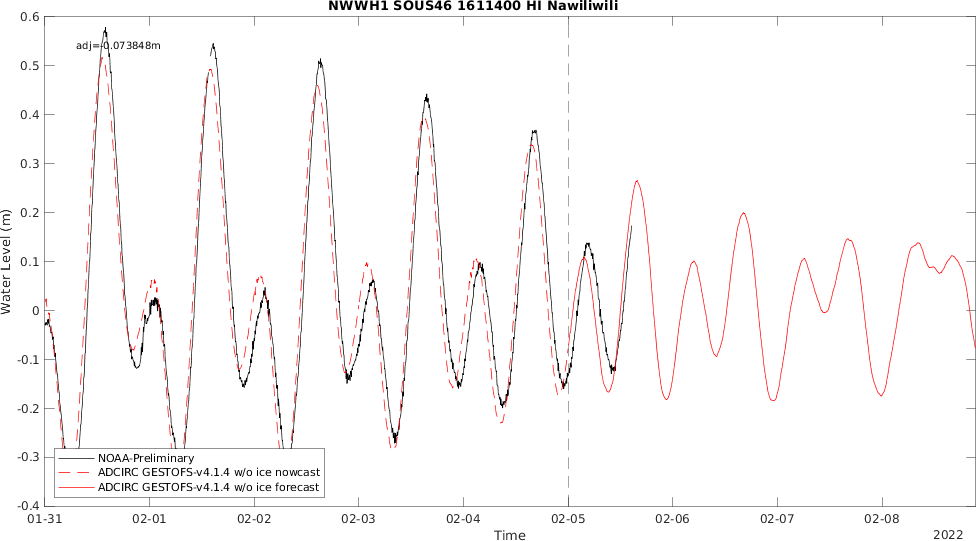 NWWH1 SOUS46 1611400 HI Nawiliwili
adj=-0.073848m
0.6
0.5
0.4
0.3
0.2
0.1
0
-0.1
-0.2
-0.3
-0.4
Water Level (m)
NOAA-Preliminary
ADCIRC GESTOFS-v4.1.4 w/o ice nowcast
ADCIRC GESTOFS-v4.1.4 w/o ice forecast
01-31 02-01 02-02 02-03 02-04 02-05 02-06 02-07 02-08
Time
2022